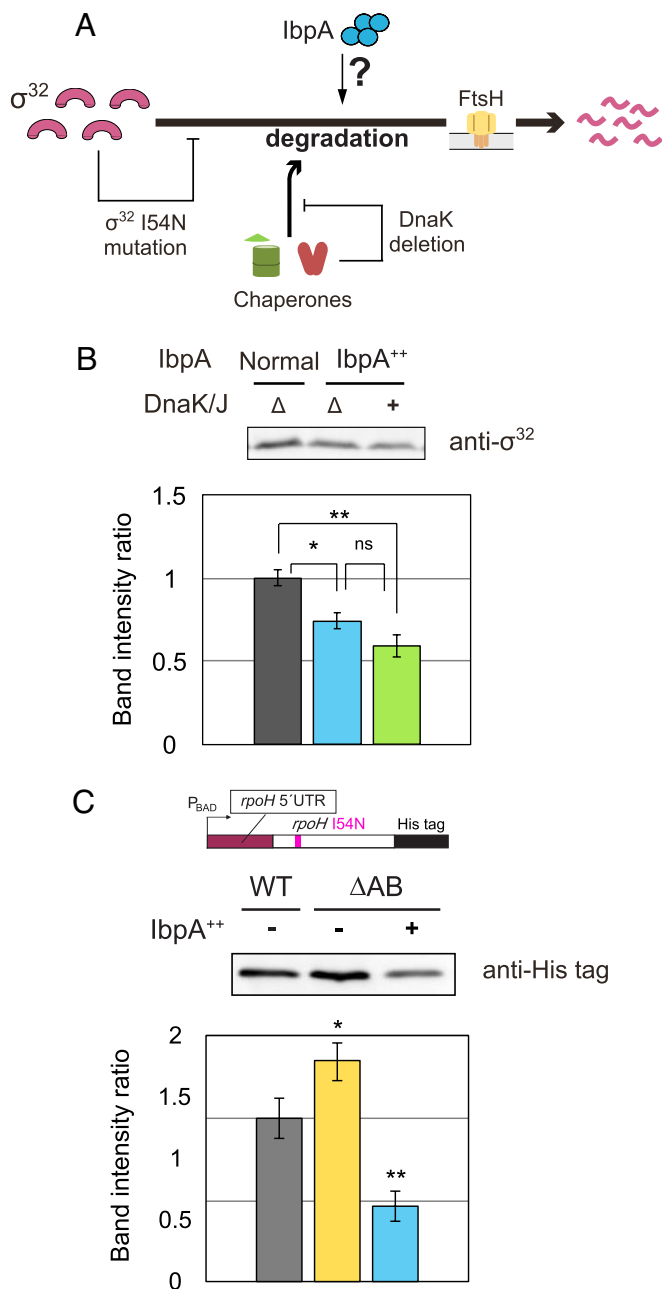 A
IbpA
?
σ32
FtsH
degradation
σ32 I54N
mutation
DnaK
deletion
Chaperones
B
IbpA Normal IbpA++
DnaK/J Δ Δ +
anti-σ32
1.5
**
* ns
1
0.5
0
Band intensity ratio
C
PBAD
rpoH 5´UTR
rpoH I54N His tag
WT ΔAB
IbpA++ - - +
anti-His tag
2
*
1.5
1
**
0.5
0
Band intensity ratio